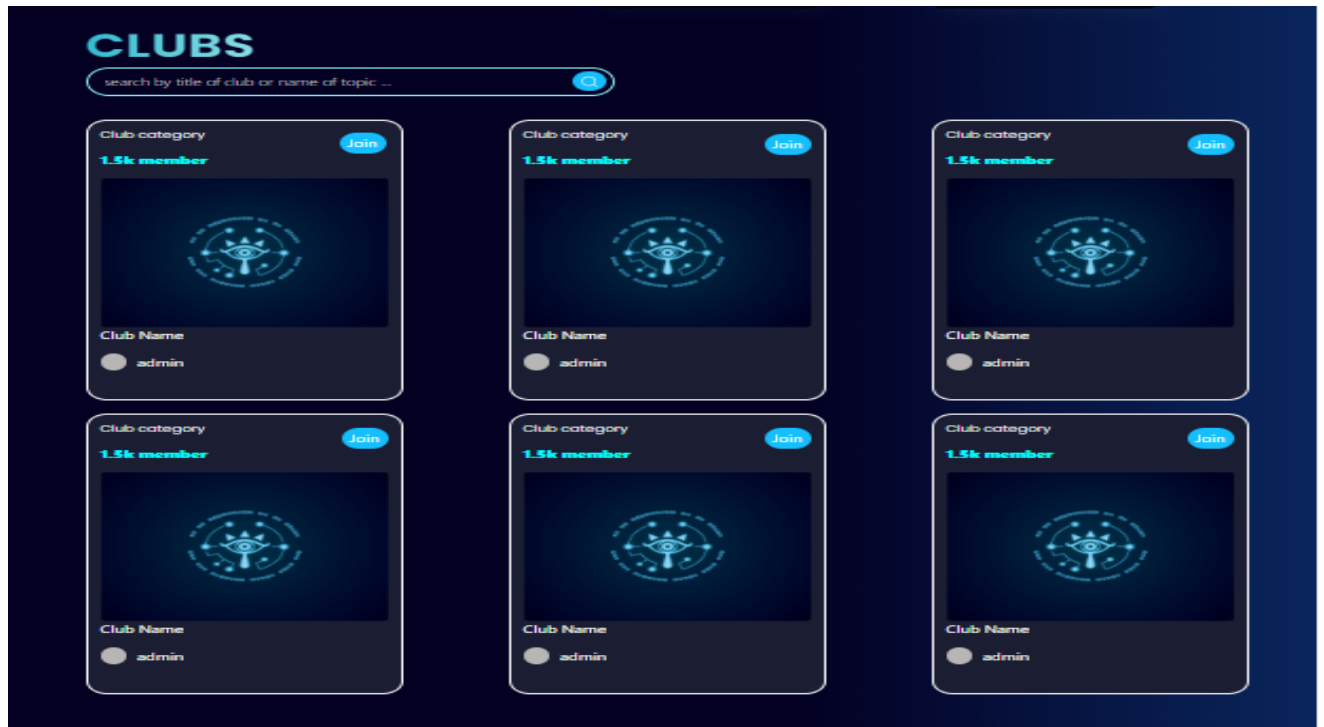 CLUBS
search by title of club or name of topic ...
Club category
Join
1.5k member
Club Name
admin
Club category
Join
1.5k member
Club Name
admin
Club category
Join
1.5k member
Club Name
admin
Club category
Join
1.5k member
Club Name
admin
Club category
Join
1.5k member
Club Name
admin
Club category
Join
1.5k member
Club Name
admin